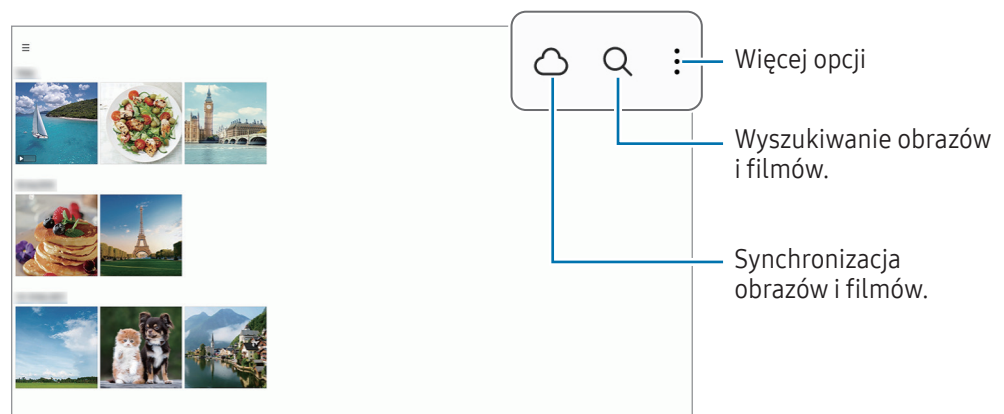 Więcej opcji
Wyszukiwanie obrazów
i filmów.
Synchronizacja
obrazów i filmów.